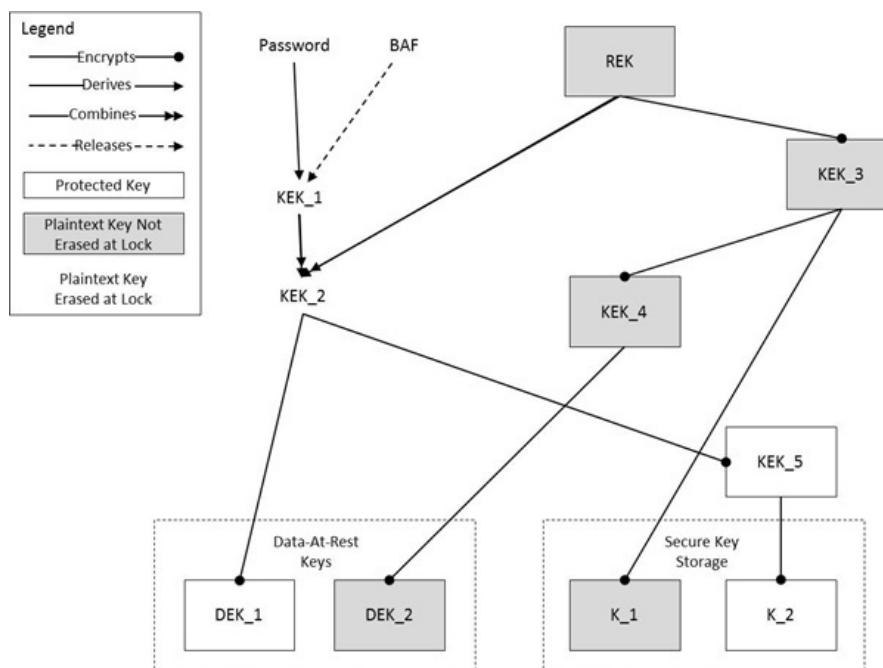 Legend
Encrypts
Derives
Combines
Releases
Protected Key
Plaintext Key Not
Erased at Lock
Plaintext Key
Erased at Lock
Password
BAF
REK
KEK_1
KEK_3
KEK_2
KEK_4
KEK_5
Data-At-Rest
Keys
Secure Key
Storage
DEK_1
DEK_2
K_1
K_2